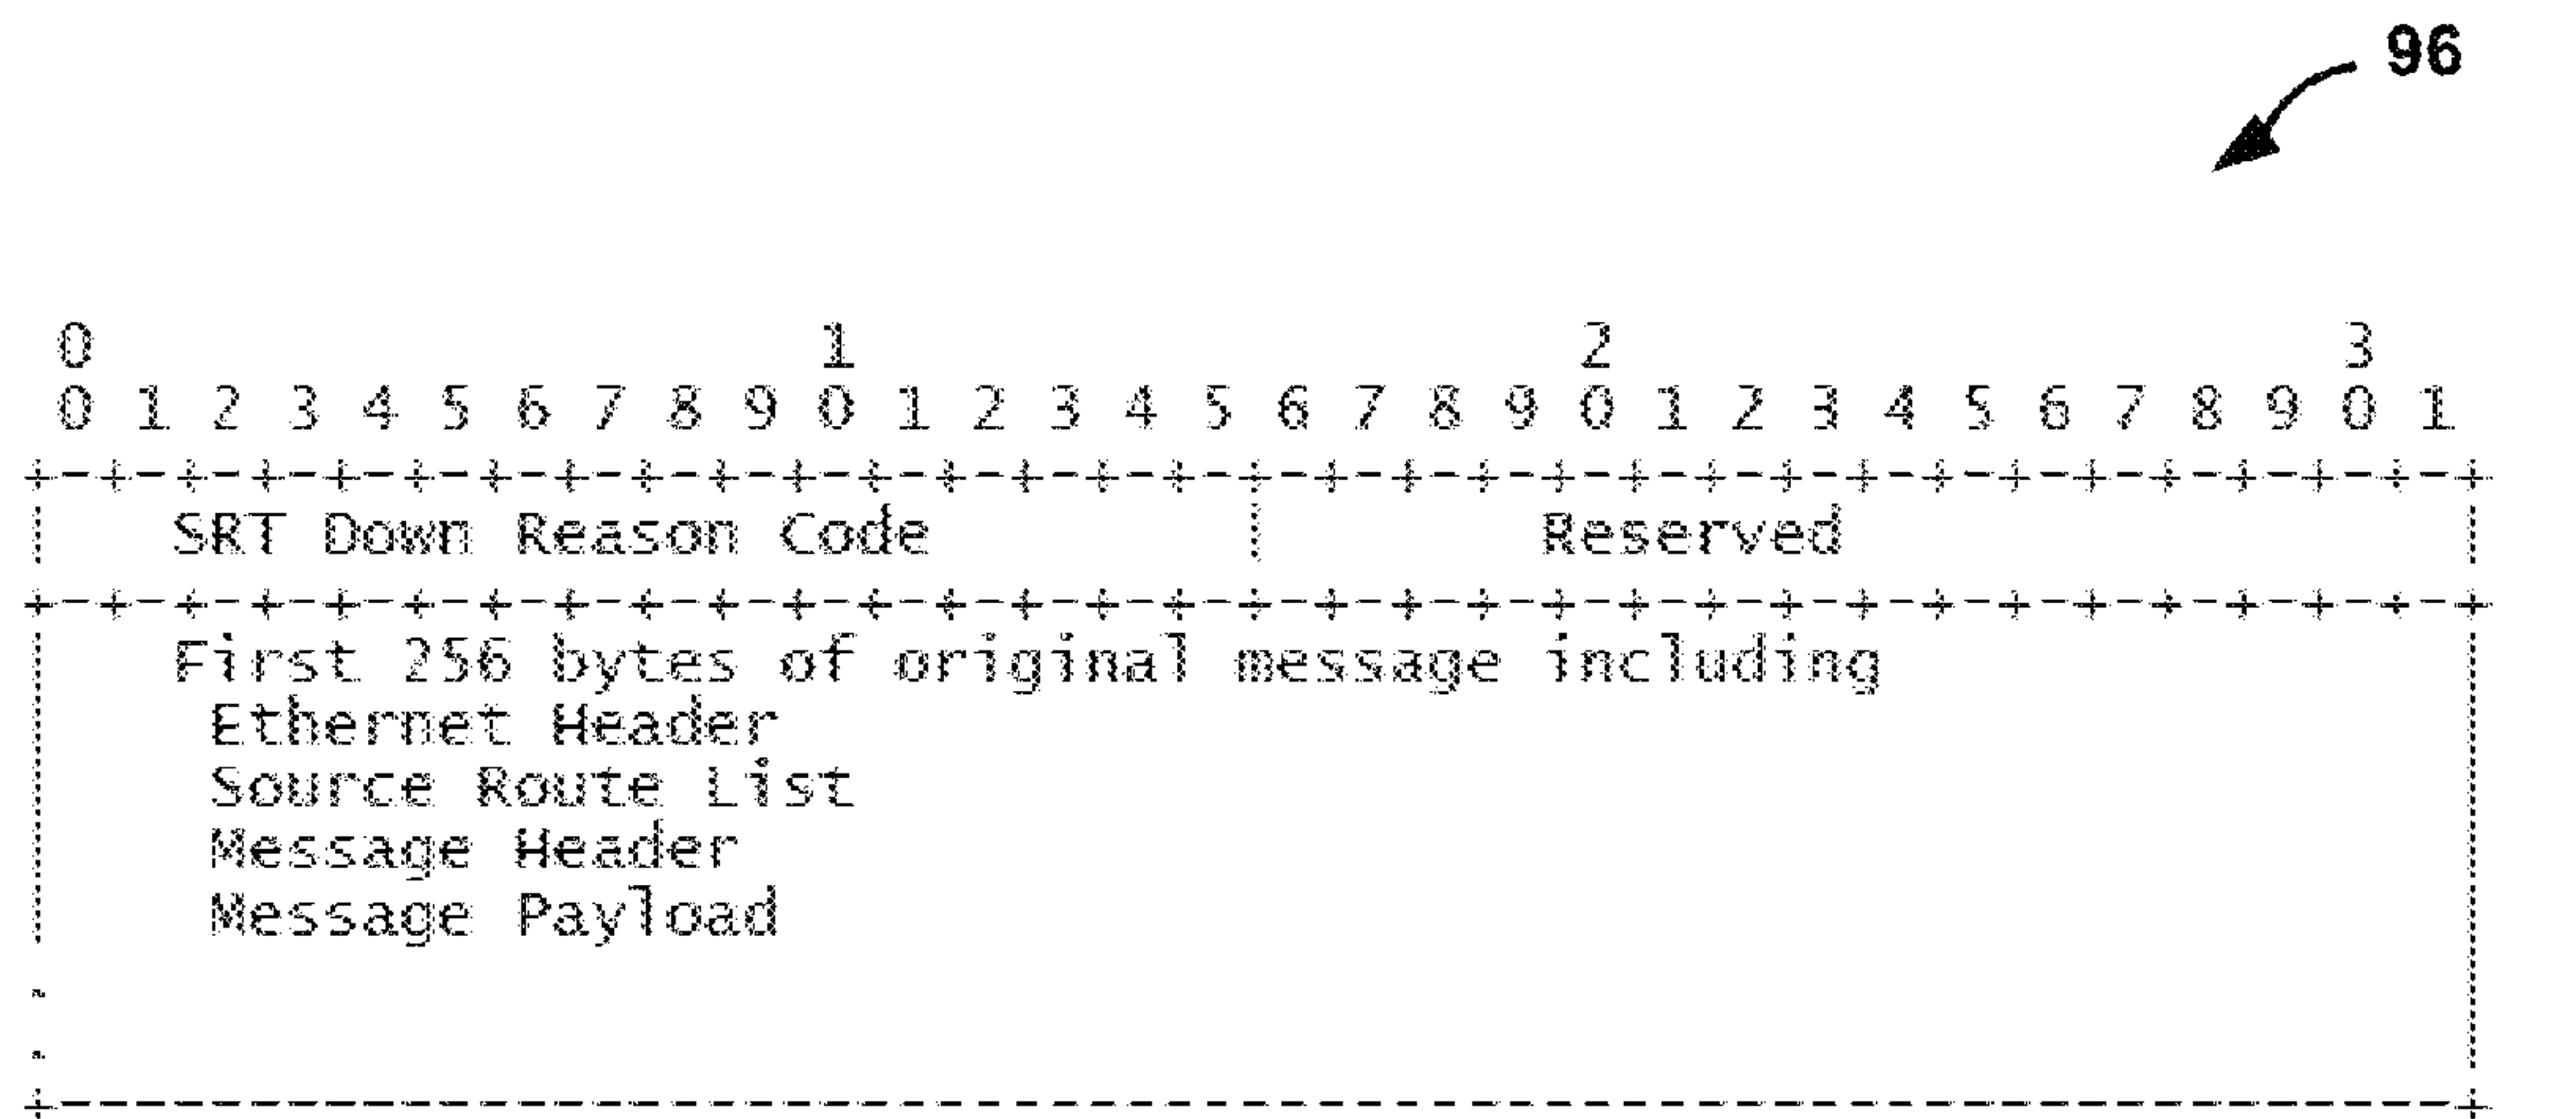 96
0 1 2 3
0 1 2 3 4 5 6 7 8 9 0 1 2 3 4 5 6 7 8 9 0 1 2 3 4 5 6 7 8 9 0 1
+-+-+-+-+-+-+-+-+-+-+-+-+-+-+-+-+-+-+-+-+-+-+-+-+-+-+-+-+-+-+-+-+
| SRT Down Reason Code | Reserved |
+-+-+-+-+-+-+-+-+-+-+-+-+-+-+-+-+-+-+-+-+-+-+-+-+-+-+-+-+-+-+-+-+
| First 256 bytes of original message including |
| Ethernet Header |
| Source Route List |
| Message Header |
| Message Payload |
. |
. |
+---------------------------------------------------------------+